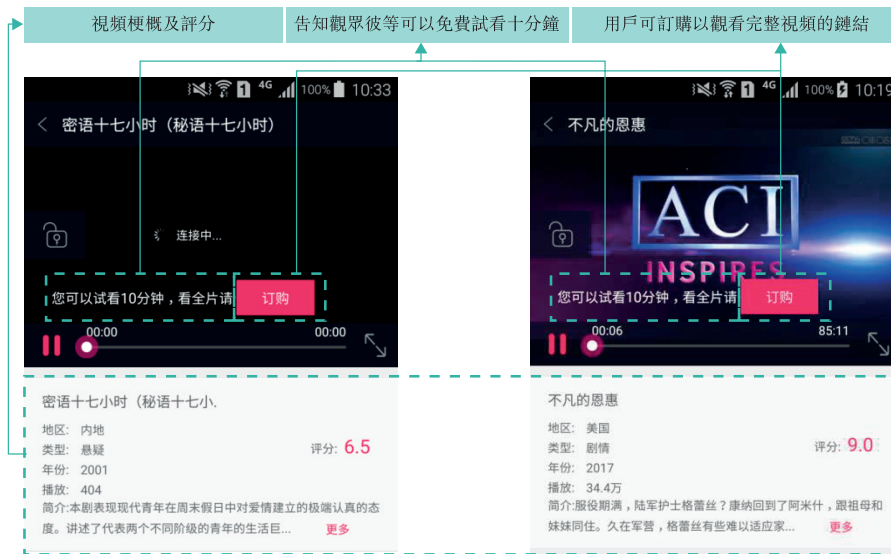 視頻梗概及評分
告知觀眾彼等可以免費試看十分鐘
用戶可訂購以觀看完整視頻的鏈結
1 4G 100% 10:33
密语十七小时（秘语十七小时）
连接中...
您可以试看10分钟，看全片请 订购
00:00 00:00
密语十七小时（秘语十七小.
地区: 内地
类型: 悬疑
评分: 6.5
年份: 2001
播放: 404
简介:本剧表现现代青年在周末假日中对爱情建立的极端认真的态
度。讲述了代表两个不同阶级的青年的生活巨... 更多
1 4G 100% 10:19
不凡的恩惠
ACI
INSPIRES
您可以试看10分钟，看全片请 订购
00:06 85:11
不凡的恩惠
地区: 美国
类型: 剧情
评分: 9.0
年份: 2017
播放: 34.4万
简介:服役期满，陆军护士格蕾丝？康纳回到了阿米什，跟祖母和
妹妹同住。久在军营，格蕾丝有些难以适应家... 更多